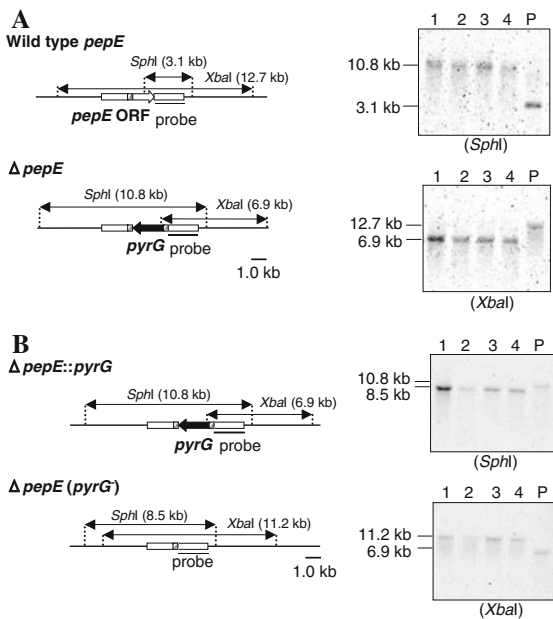 A
Wild type pepE
SphI (3.1 kb)
XbaI (12.7 kb)
pepE ORF
probe
Δ pepE
SphI (10.8 kb)
XbaI (6.9 kb)
pyrG
probe
1.0 kb
1 2 3 4 P
10.8 kb
3.1 kb
(SphI)
1 2 3 4 P
12.7 kb
6.9 kb
(XbaI)
B
Δ pepE::pyrG
SphI (10.8 kb)
XbaI (6.9 kb)
pyrG
probe
Δ pepE (pyrG-)
SphI (8.5 kb)
XbaI (11.2 kb)
probe
1.0 kb
1 2 3 4 P
10.8 kb
8.5 kb
(SphI)
1 2 3 4 P
11.2 kb
6.9 kb
(XbaI)